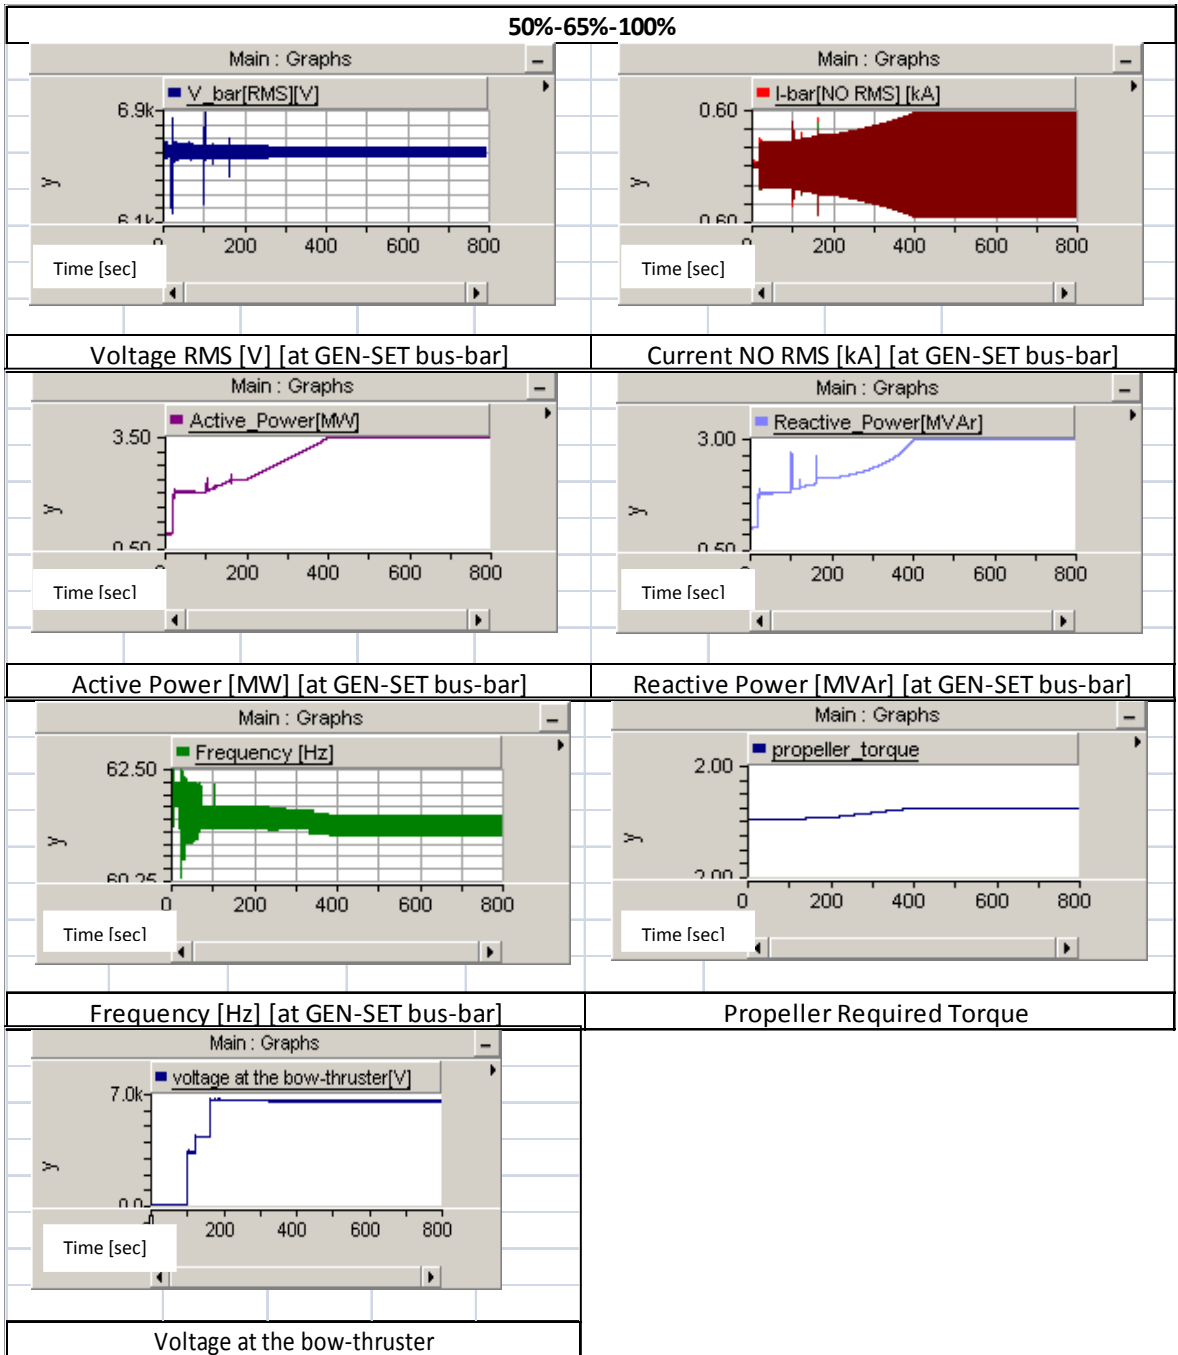 50%-65%-100%
Main : Graphs
V_bar[RMS][V]
6.9k
y
6.1k
0 200 400 600 800
Time [sec]
Main : Graphs
I-bar[NO RMS] [kA]
0.60
y
0.60
0 200 400 600 800
Time [sec]
Voltage RMS [V] [at GEN-SET bus-bar]
Current NO RMS [kA] [at GEN-SET bus-bar]
Main : Graphs
Active_Power[MW]
3.50
y
0.50
200 400 600 800
Time [sec]
Main : Graphs
Reactive_Power[MVAr]
3.00
y
0.50
200 400 600 800
Time [sec]
Active Power [MW] [at GEN-SET bus-bar]
Reactive Power [MVAr] [at GEN-SET bus-bar]
Main : Graphs
Frequency [Hz]
62.50
y
60.25
0 200 400 600 800
Time [sec]
Main : Graphs
propeller_torque
2.00
y
2.00
0 200 400 600 800
Time [sec]
Frequency [Hz] [at GEN-SET bus-bar]
Propeller Required Torque
Main : Graphs
voltage at the bow-thruster[V]
7.0k
y
0.0
200 400 600 800
Time [sec]
Voltage at the bow-thruster